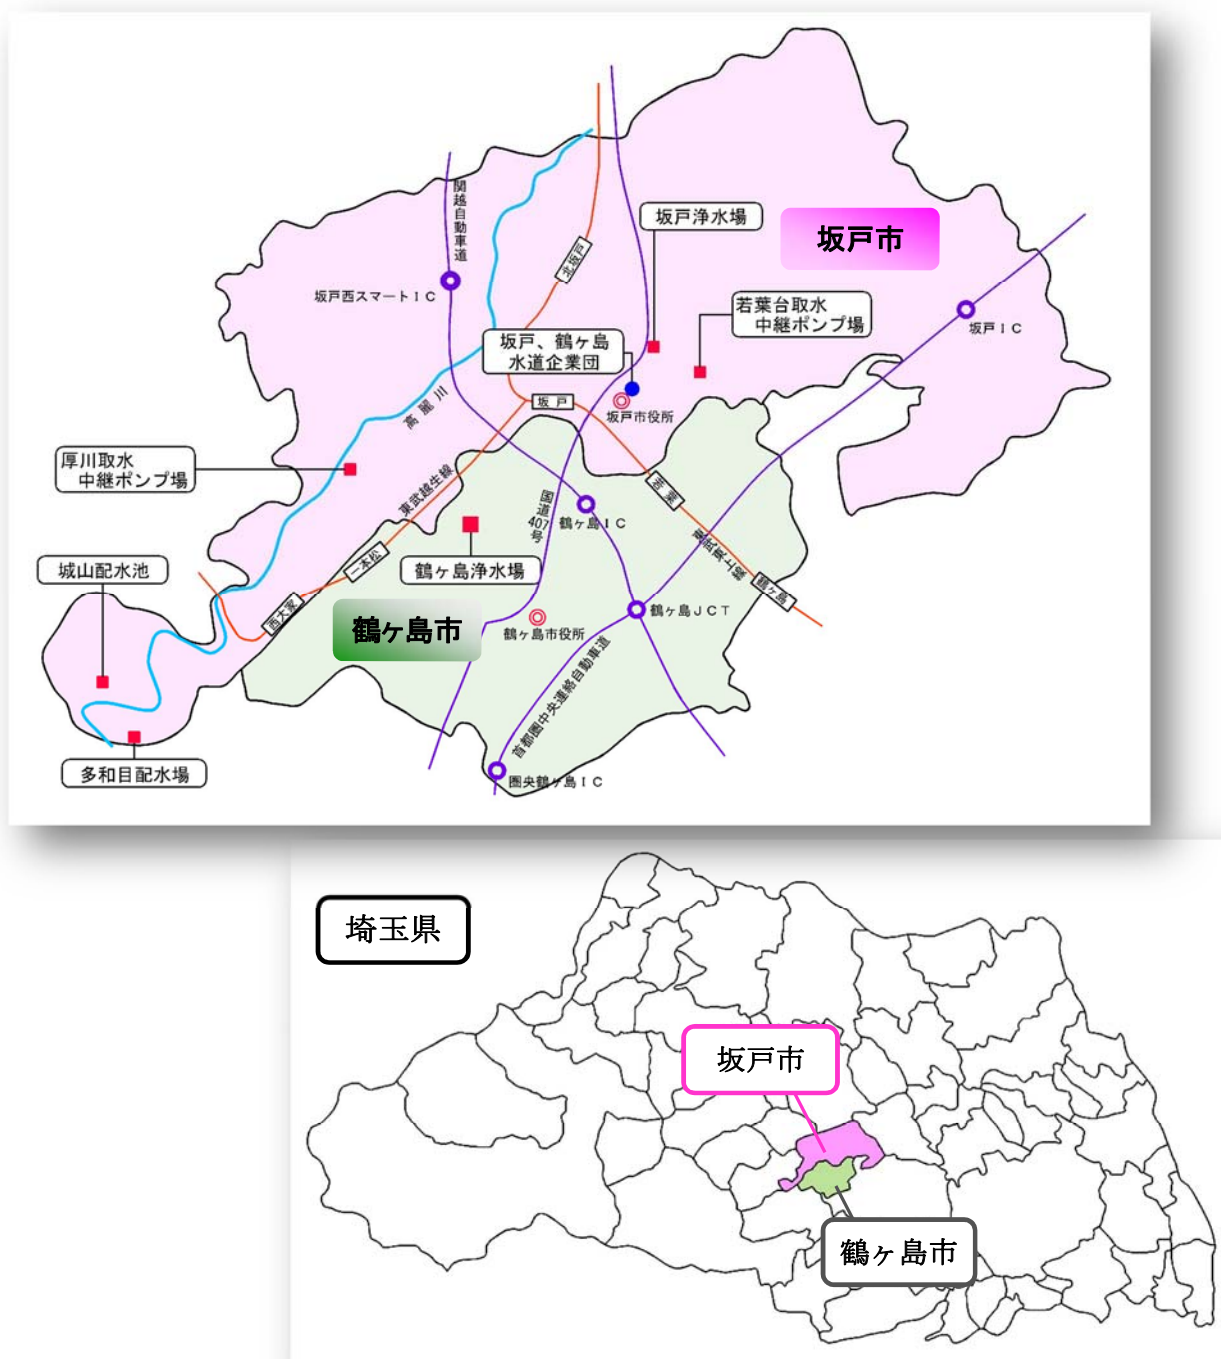 関越自動車道
坂戸浄水場
坂戸市
北坂戸
坂戸西スマートＩＣ
若葉台取水
中継ポンプ場
坂戸ＩＣ
坂戸、鶴ヶ島
水道企業団
坂戸
坂戸市役所
高麗川
厚川取水
中継ポンプ場
東武越生線
若葉
国道
407
号
鶴ヶ島ＩＣ
東武東上線
一本松
鶴ヶ島浄水場
城山配水池
鶴ヶ島
西大家
鶴ヶ島市
鶴ヶ島市役所
鶴ヶ島ＪＣＴ
首都圏中央連絡自動車道
多和目配水場
圏央鶴ヶ島ＩＣ
埼玉県
坂戸市
鶴ヶ島市